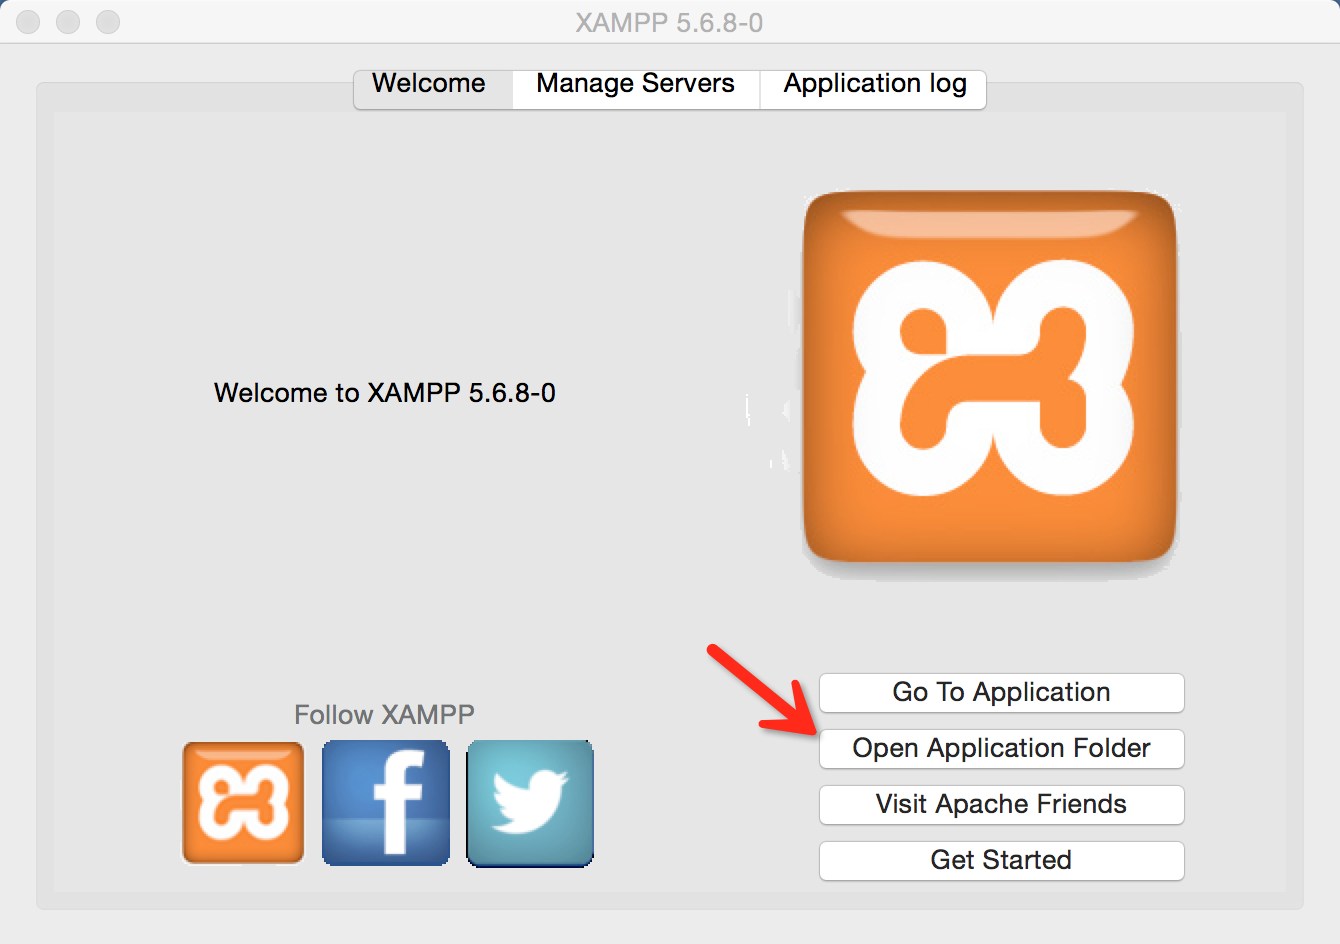 XAMPP 5.6.8-0
Welcome
Manage Servers
Application log
Welcome to XAMPP 5.6.8-0
Follow XAMPP
Go To Application
Open Application Folder
Visit Apache Friends
Get Started